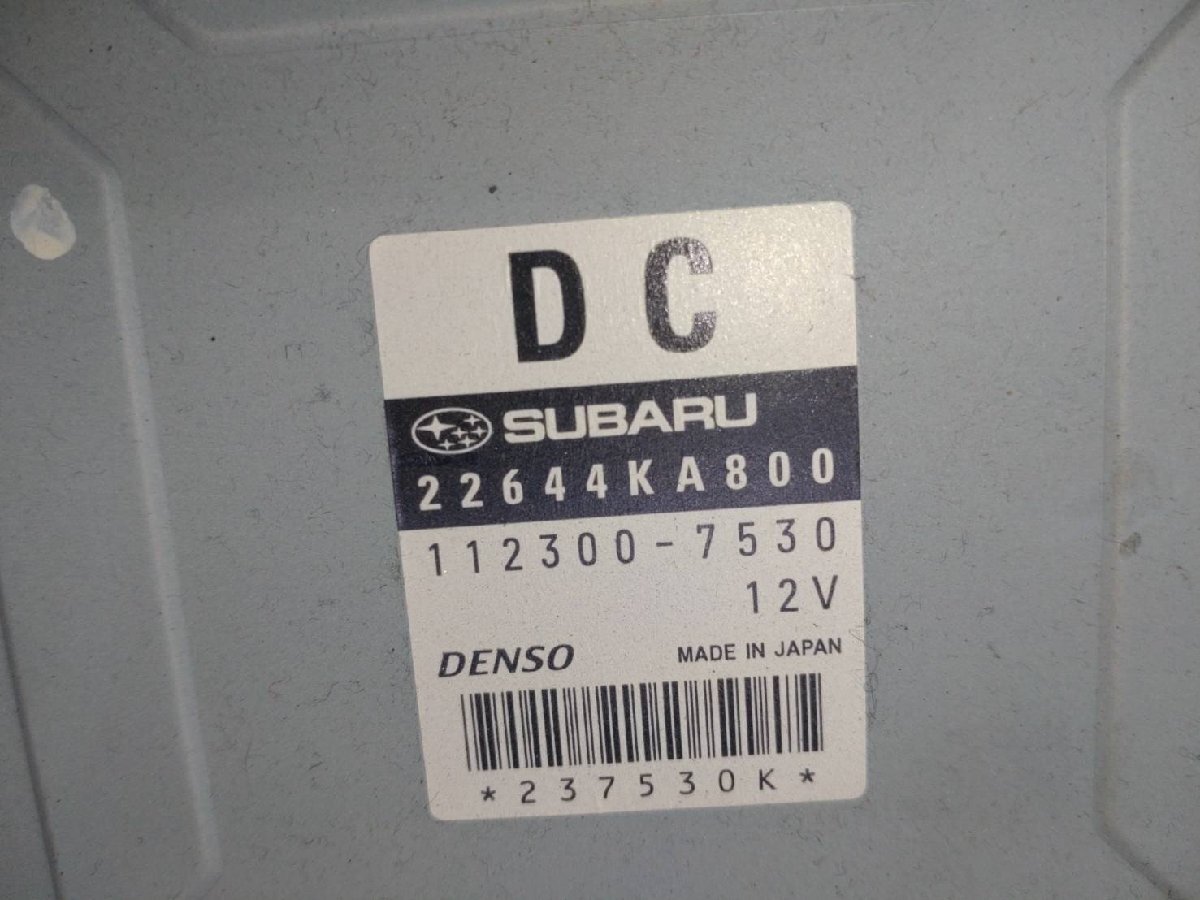 DC
SUBARU
22644KA800
112300-7530
12V
DENSO MADE IN JAPAN
*237530K*